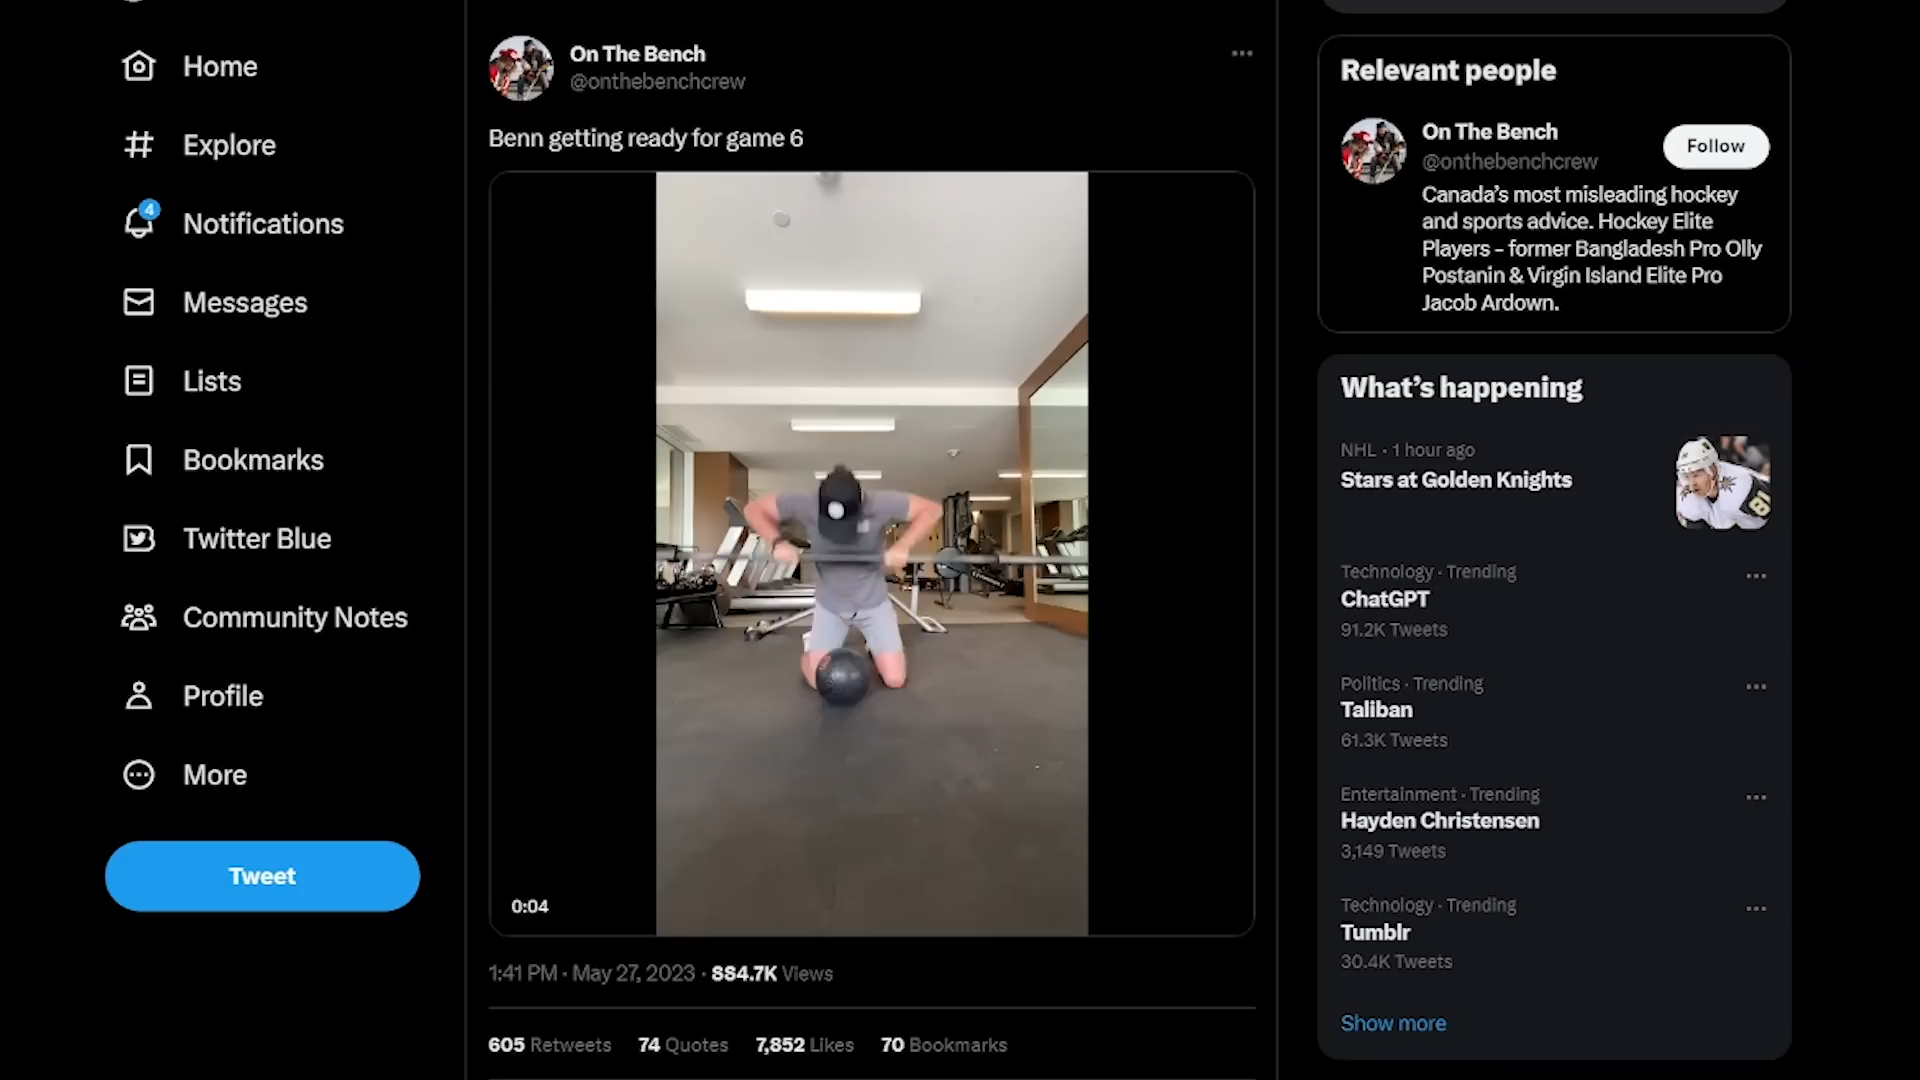 Home
Explore
4
Notifications
Messages
Lists
Bookmarks
Twitter Blue
Community Notes
Profile
More
Tweet
On The Bench
@onthebenchcrew
Benn getting ready for game 6
0:04
1:41 PM · May 27, 2023 · 884.7K Views
605 Retweets 74 Quotes 7,852 Likes 70 Bookmarks
Relevant people
On The Bench
@onthebenchcrew
Follow
Canada's most misleading hockey
and sports advice. Hockey Elite
Players – former Bangladesh Pro Olly
Postanin & Virgin Island Elite Pro
Jacob Ardown.
What's happening
NHL · 1 hour ago
Stars at Golden Knights
81
Technology · Trending
ChatGPT
91.2K Tweets
Politics · Trending
Taliban
61.3K Tweets
Entertainment · Trending
Hayden Christensen
3,149 Tweets
Technology · Trending
Tumblr
30.4K Tweets
Show more